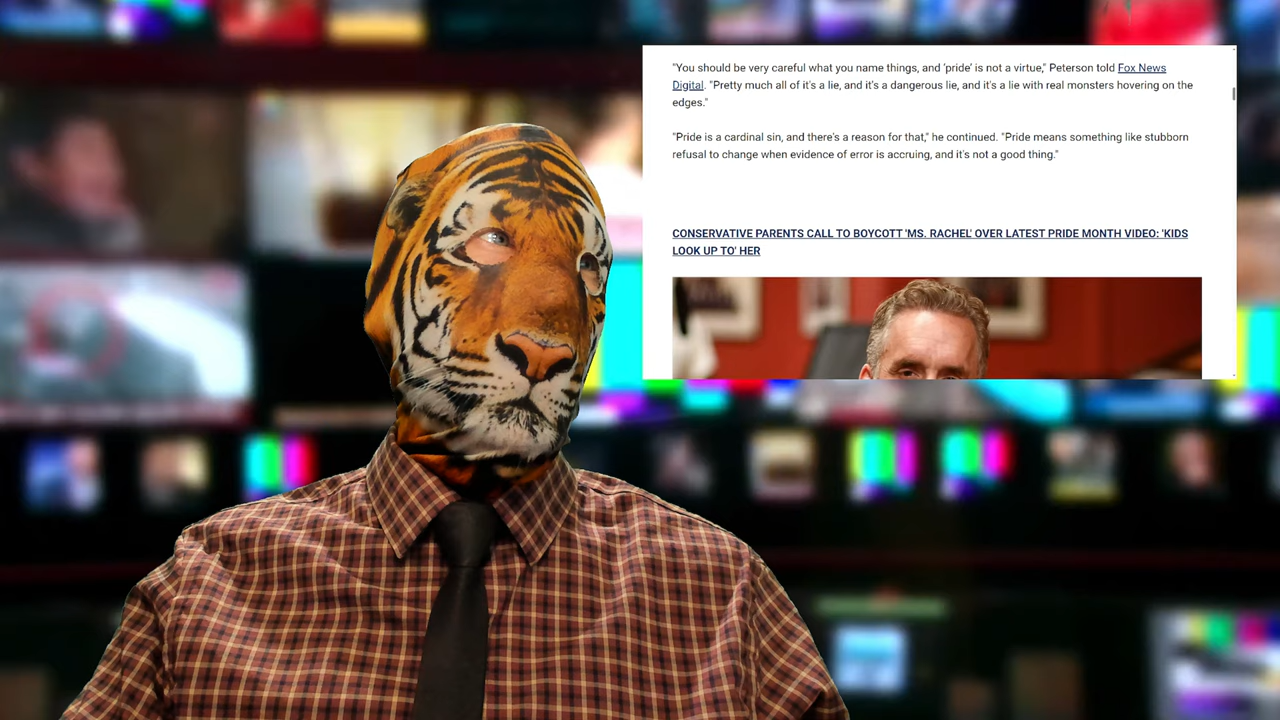 "You should be very careful what you name things, and 'pride' is not a virtue," Peterson told Fox News
Digital. "Pretty much all of it's a lie, and it's a dangerous lie, and it's a lie with real monsters hovering on the
edges."
"Pride is a cardinal sin, and there's a reason for that," he continued. "Pride means something like stubborn
refusal to change when evidence of error is accruing, and it's not a good thing."
CONSERVATIVE PARENTS CALL TO BOYCOTT 'MS. RACHEL' OVER LATEST PRIDE MONTH VIDEO: 'KIDS
LOOK UP TO' HER